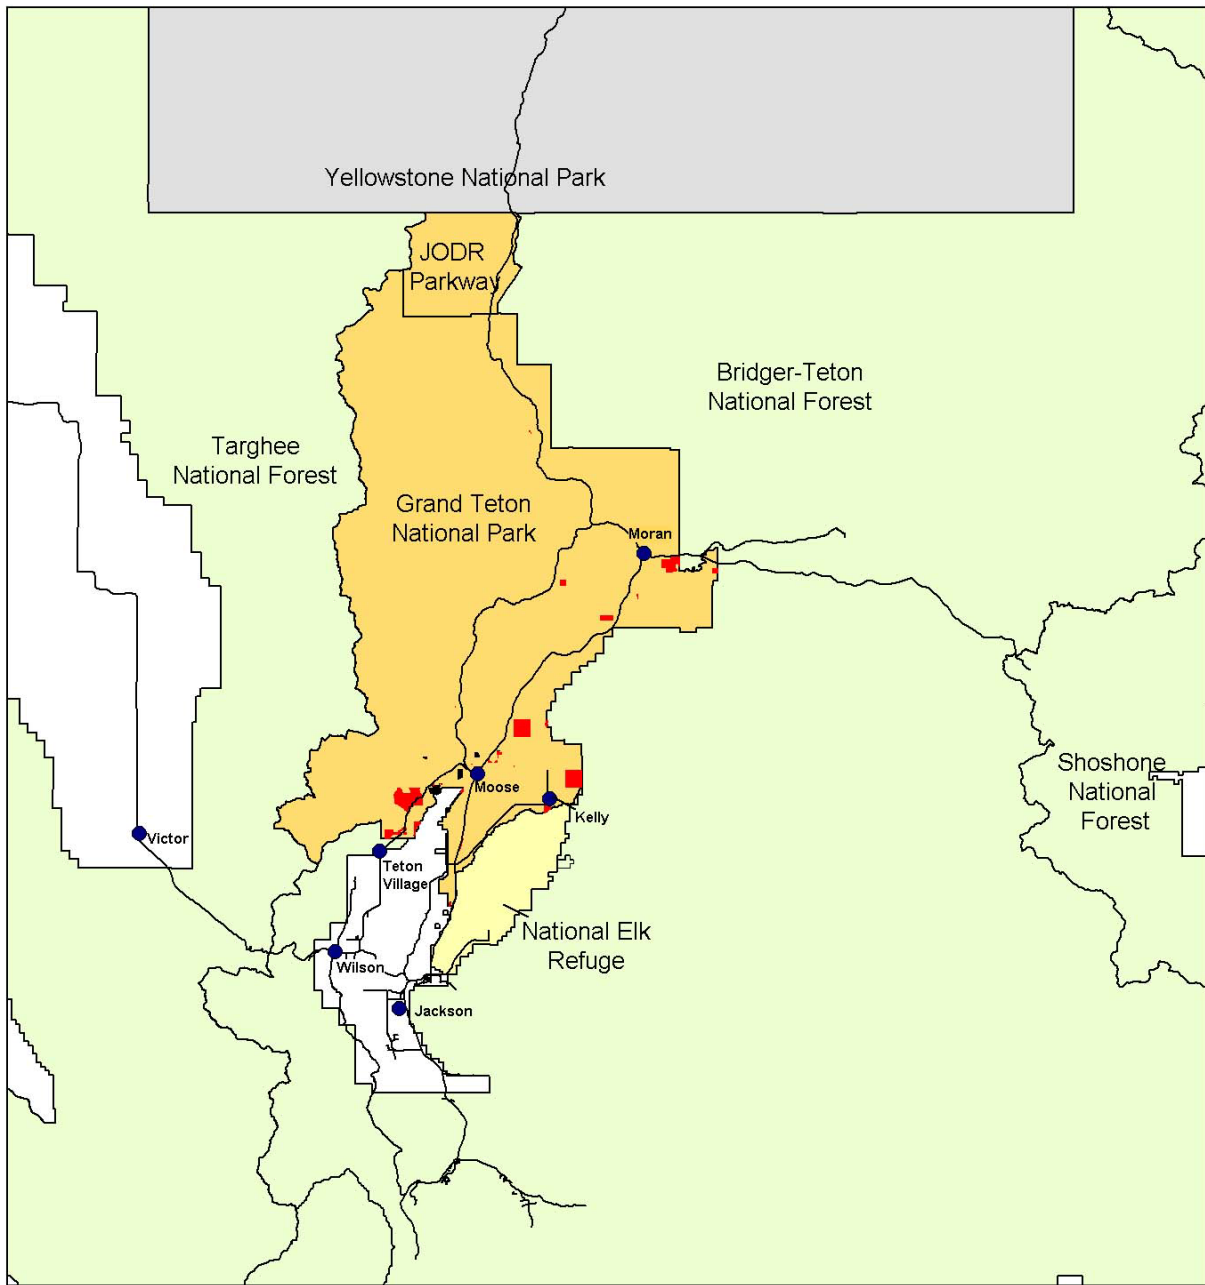 Yellowstone National Park
JODR
Parkway
Bridger-Teton
National Forest
Targhee
National Forest
Grand Teton
National Park
Moran
Shoshone
National
Forest
Moose
Kelly
Victor
Teton
Village
National Elk
Refuge
Wilson
Jackson